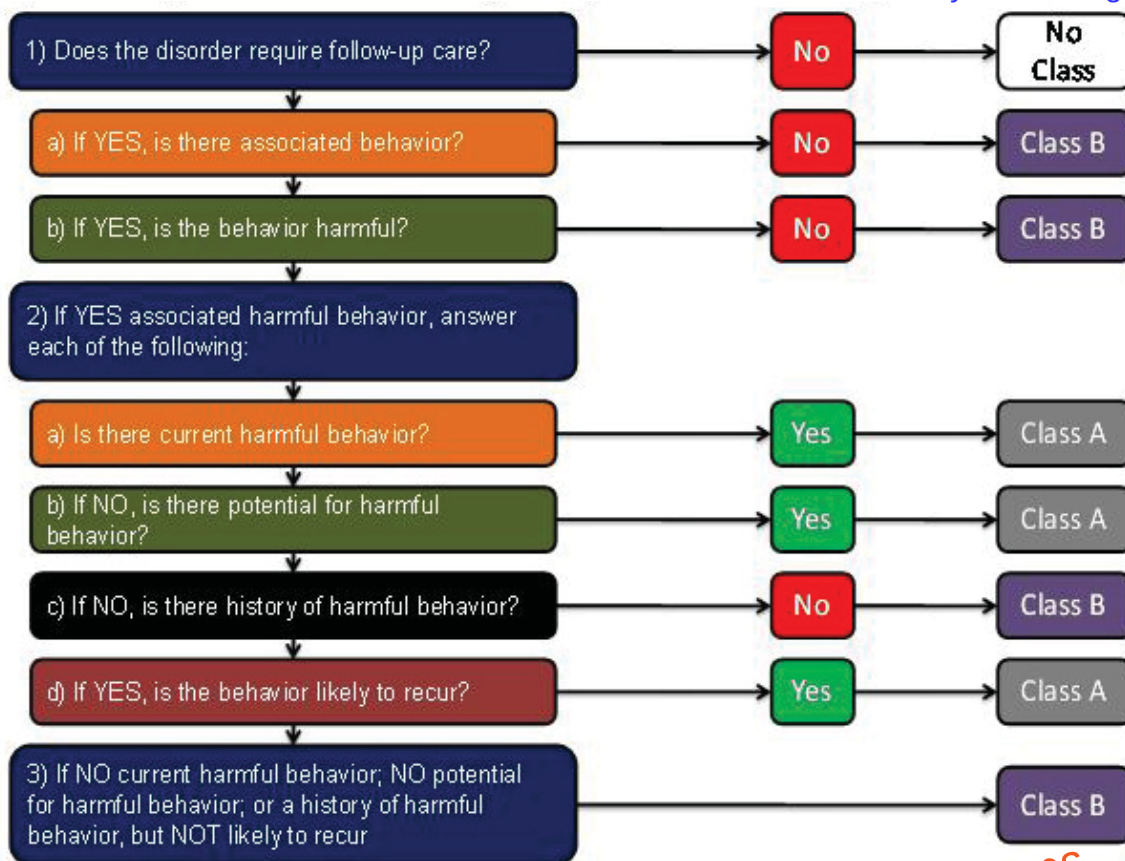 1) Does the disorder require follow-up care?
No
No
Class
a) If YES, is there associated behavior?
No
Class B
b) If YES, is the behavior harmful?
No
Class B
2) If YES associated harmful behavior, answer
each of the following:
a) Is there current harmful behavior?
Yes
Class A
b) If NO, is there potential for harmful
behavior?
Yes
Class A
c) If NO, is there history of harmful behavior?
No
Class B
d) If YES, is the behavior likely to recur?
Yes
Class A
3) If NO current harmful behavior; NO potential
for harmful behavior; or a history of harmful
behavior, but NOT likely to recur
Class B